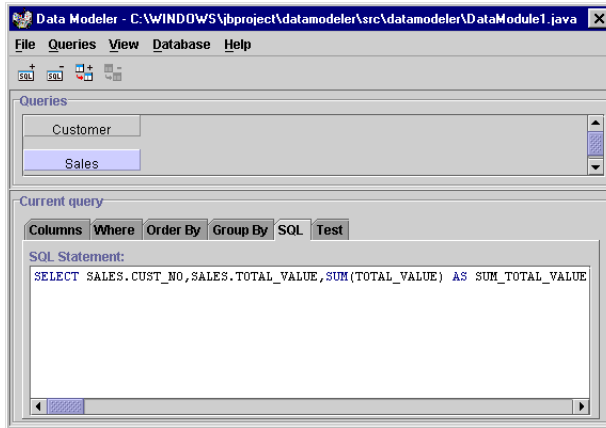 Data Modeler - C:\WINDOWS\jbproject\datamodeler\src\datamodeler\DataModule1.java
File Queries View Database Help
SQL SQL
Queries
Customer
Sales
Current query
Columns Where Order By Group By SQL Test
SQL Statement:
SELECT SALES.CUST_NO,SALES.TOTAL_VALUE,SUM(TOTAL_VALUE) AS SUM_TOTAL_VALUE